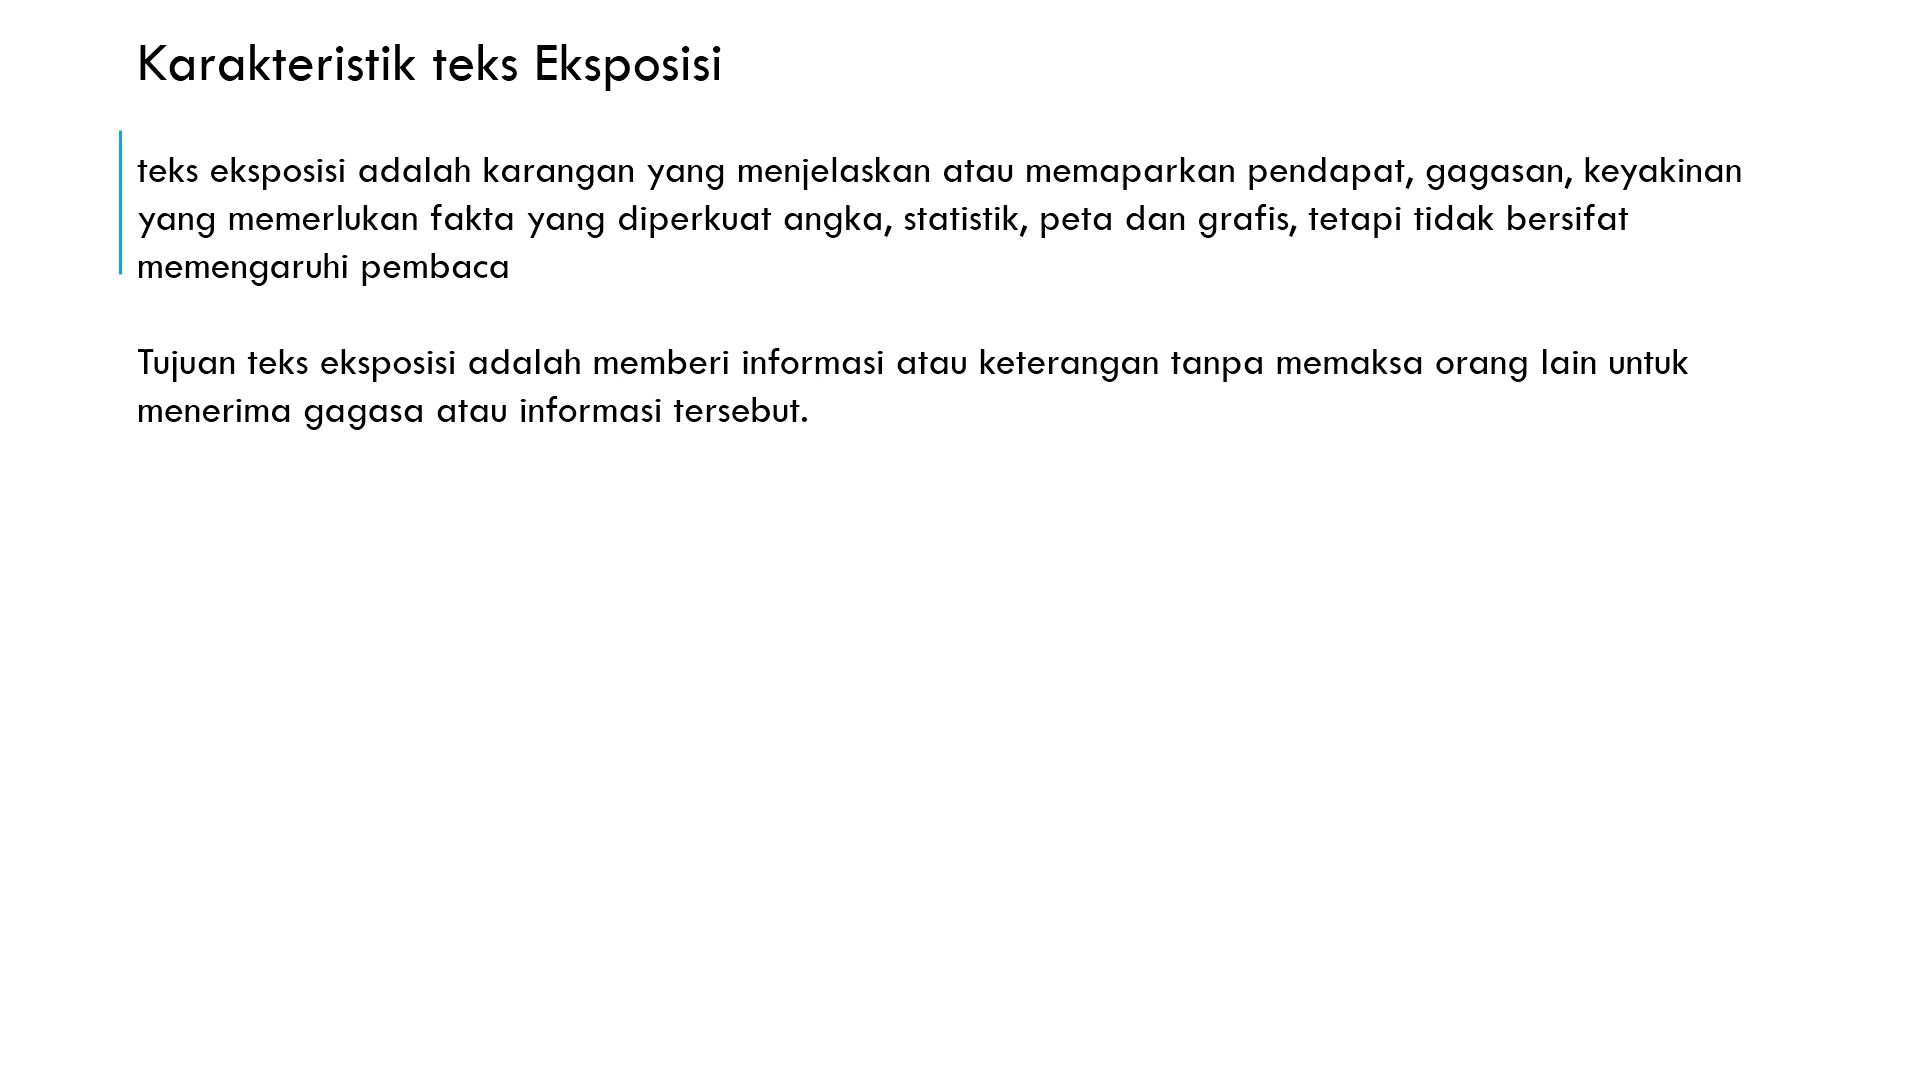 Karakteristik teks Eksposisi
teks eksposisi adalah karangan yang menjelaskan atau memaparkan pendapat, gagasan, keyakinan
yang memerlukan fakta yang diperkuat angka, statistik, peta dan grafis, tetapi tidak bersifat
memengaruhi pembaca
Tujuan teks eksposisi adalah memberi informasi atau keterangan tanpa memaksa orang lain untuk
menerima gagasa atau informasi tersebut.